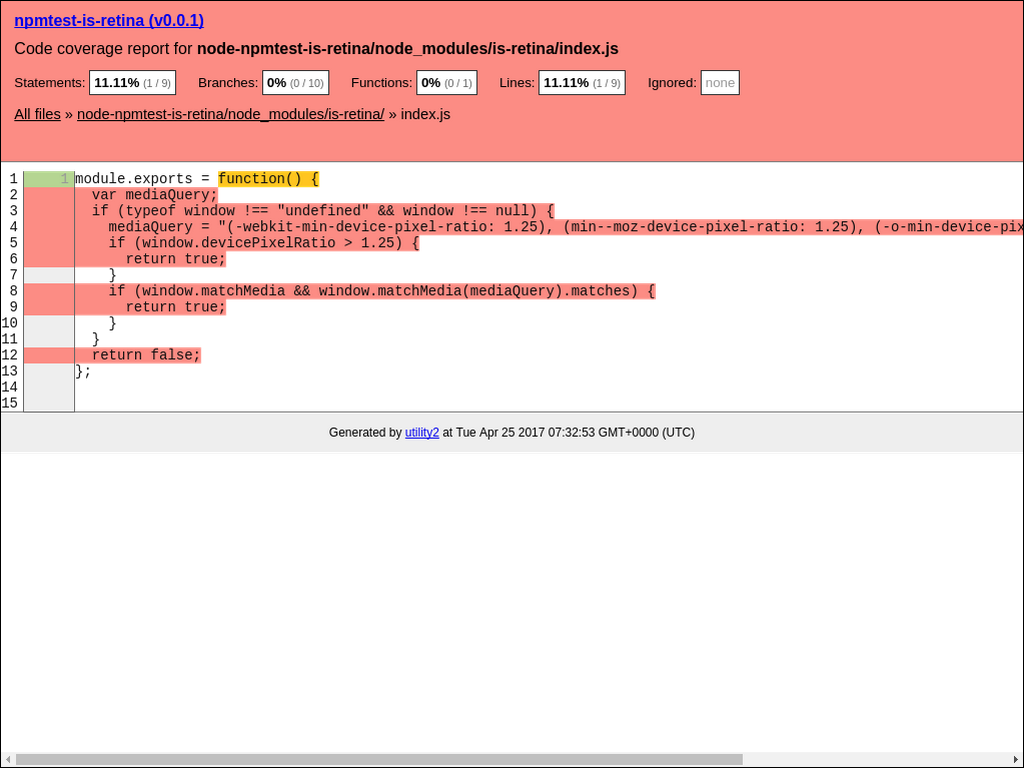 npmtest-is-retina (v0.0.1)
Code coverage report for node-npmtest-is-retina/node_modules/is-retina/index.js
Statements: 11.11% (1 / 9) Branches: 0% (0 / 10) Functions: 0% (0 / 1) Lines: 11.11% (1 / 9) Ignored: none
All files » node-npmtest-is-retina/node_modules/is-retina/ » index.js
1 1 module.exports = function() {
2 var mediaQuery;
3 if (typeof window !== "undefined" && window !== null) {
4 mediaQuery = "(-webkit-min-device-pixel-ratio: 1.25), (min--moz-device-pixel-ratio: 1.25), (-o-min-device-pix
5 if (window.devicePixelRatio > 1.25) {
6 return true;
7 }
8 if (window.matchMedia && window.matchMedia(mediaQuery).matches) {
9 return true;
10 }
11 }
12 return false;
13 };
14
15
Generated by utility2 at Tue Apr 25 2017 07:32:53 GMT+0000 (UTC)